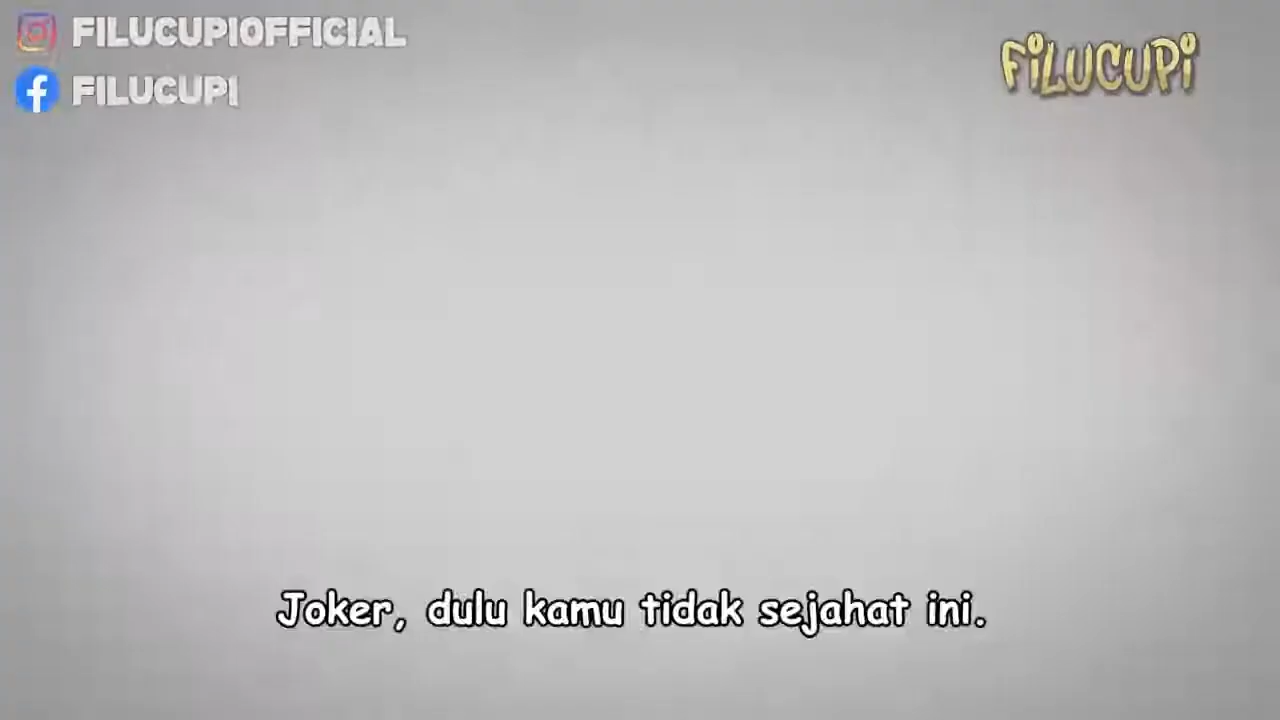 FILUCUPIOFFICIAL
FILUCUPI
FILUCUPI
Joker, dulu kamu tidak sejahat ini.